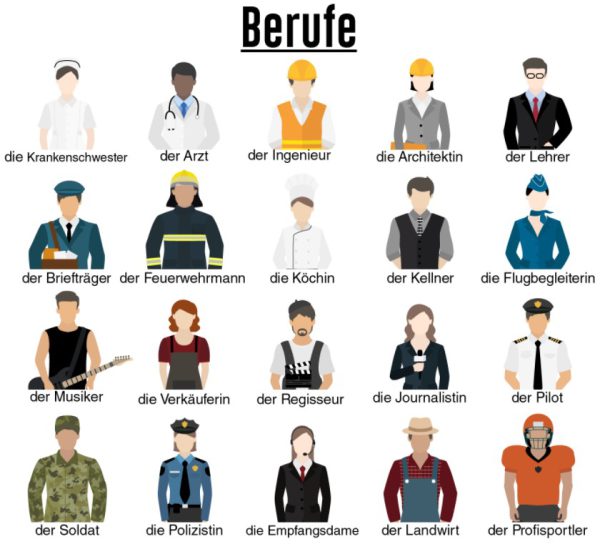 Berufe
die Krankenschwester
der Arzt
der Ingenieur
die Architektin
der Lehrer
der Briefträger
der Feuerwehrmann
die Köchin
der Kellner
die Flugbegleiterin
der Musiker
die Verkäuferin
der Regisseur
die Journalistin
der Pilot
der Soldat
die Polizistin
die Empfangsdame
der Landwirt
der Profisportler